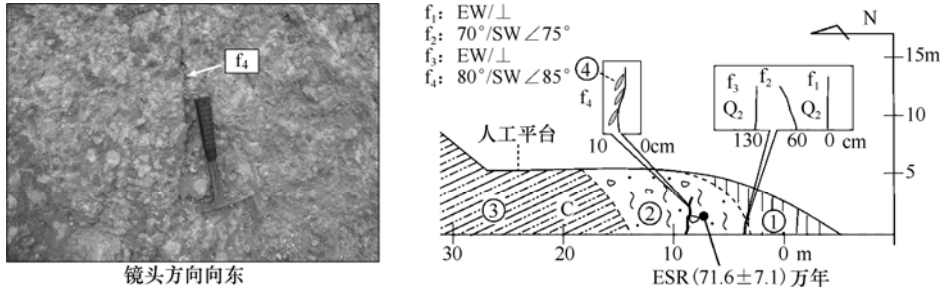 f₄
镜头方向向东
f₁: EW/⊥
f₂: 70°/SW∠75°
f₃: EW/⊥
f₄: 80°/SW∠85°
④
f₄
10 0cm
f₃ f₂ f₁
Q₂ Q₂
130 60 0 cm
N
15m
10
5
人工平台
③ C ② ①
30 20 10 0 m
ESR(71.6±7.1)万年